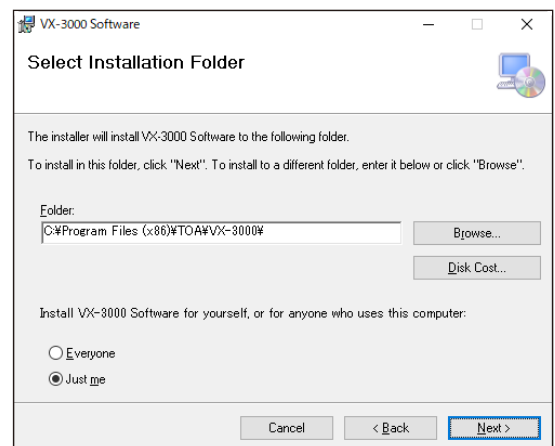 VX-3000 Software
Select Installation Folder
The installer will install VX-3000 Software to the following folder.
To install in this folder, click "Next". To install to a different folder, enter it below or click "Browse".
Folder:
C:¥Program Files (x86)¥TOA¥VX-3000¥
Browse...
Disk Cost...
Install VX-3000 Software for yourself, or for anyone who uses this computer:
Everyone
Just me
Cancel
< Back
Next >